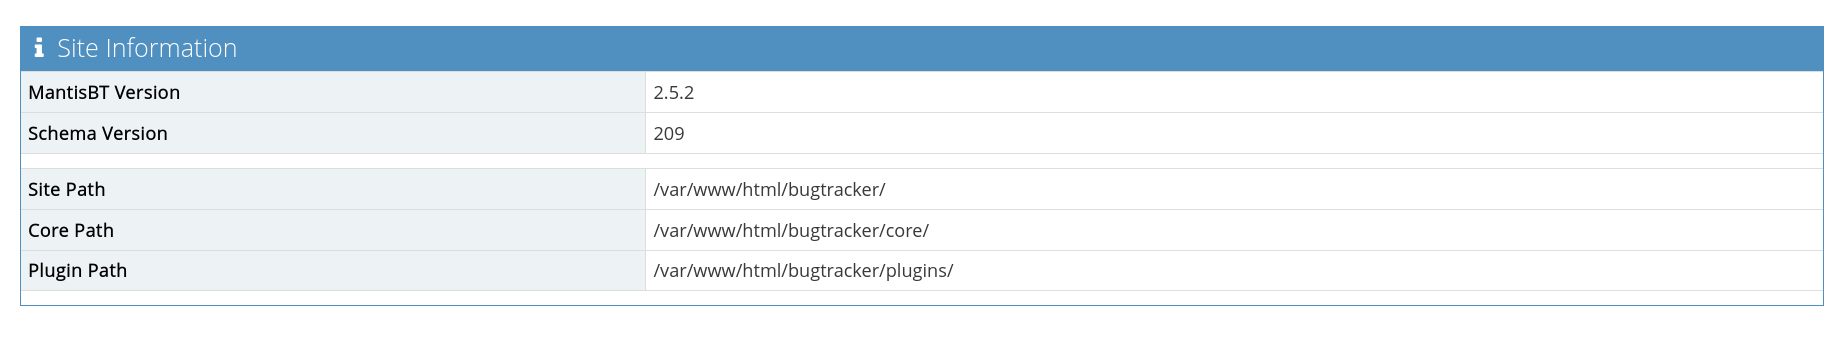 Site Information
MantisBT Version 2.5.2
Schema Version 209
Site Path /var/www/html/bugtracker/
Core Path /var/www/html/bugtracker/core/
Plugin Path /var/www/html/bugtracker/plugins/